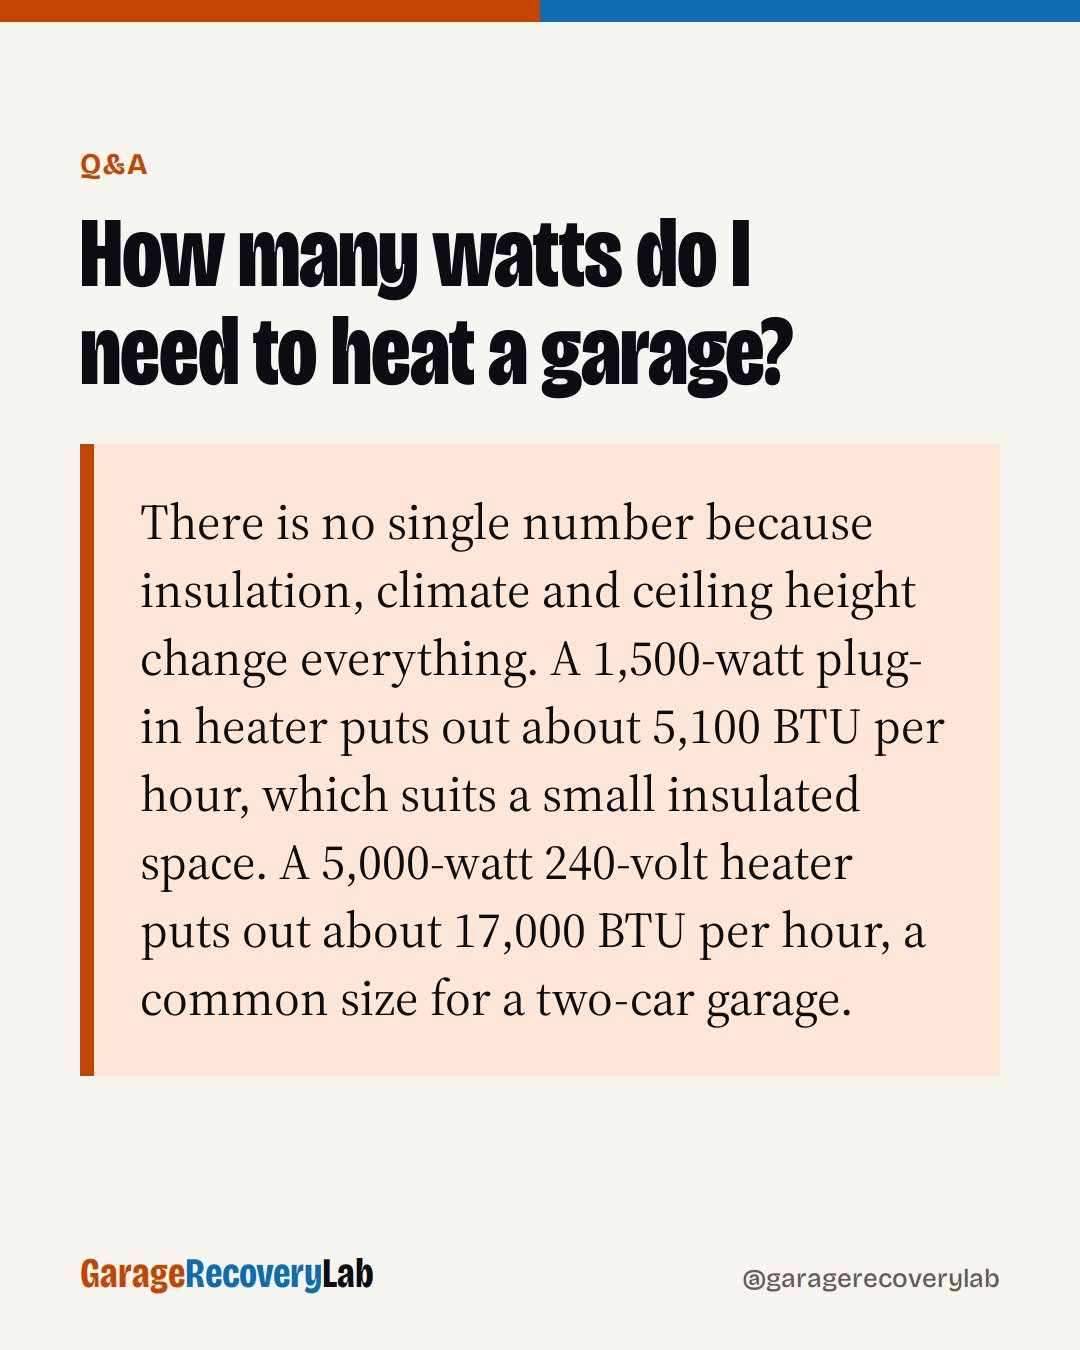 Q&A
How many watts do I
need to heat a garage?
There is no single number because
insulation, climate and ceiling height
change everything. A 1,500-watt plug-
in heater puts out about 5,100 BTU per
hour, which suits a small insulated
space. A 5,000-watt 240-volt heater
puts out about 17,000 BTU per hour, a
common size for a two-car garage.
GarageRecoveryLab
@garagerecoverylab